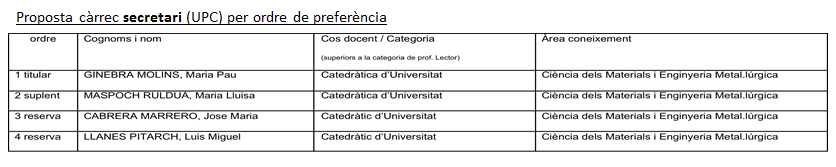 Proposta càrrec secretari (UPC) per ordre de preferència
ordre Cognoms i nom Cos docent / Categoria Àrea coneixement
(superiors a la categoria de prof. Lector)
1 titular GINEBRA MOLINS, Maria Pau Catedràtica d'Universitat Ciència dels Materials i Enginyeria Metal.lúrgica
2 suplent MASPOCH RULDUÀ, Maria Lluisa Catedràtica d'Universitat Ciència dels Materials i Enginyeria Metal.lúrgica
3 reserva CABRERA MARRERO, Jose Maria Catedràtic d'Universitat Ciència dels Materials i Enginyeria Metal.lúrgica
4 reserva LLANES PITARCH, Luis Miguel Catedràtic d'Universitat Ciència dels Materials i Enginyeria Metal.lúrgica